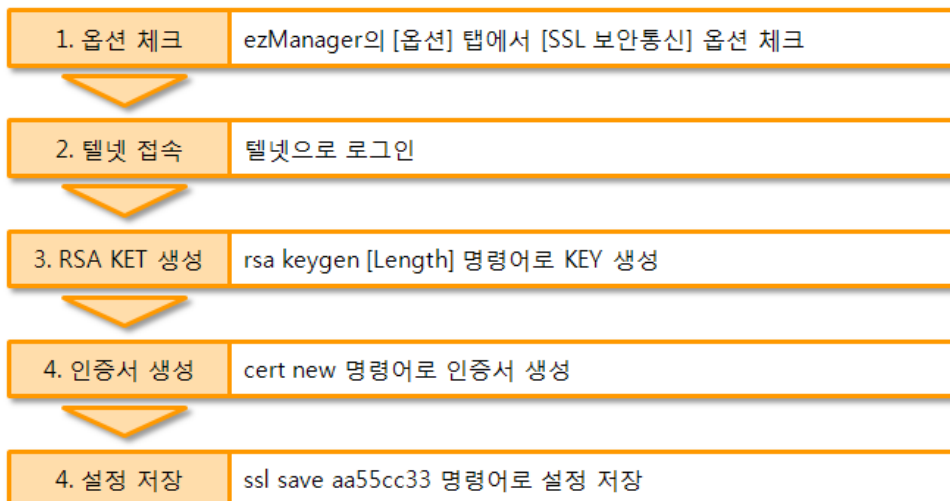 1. 옵션 체크 ezManager의 [옵션] 탭에서 [SSL 보안통신] 옵션 체크
2. 텔넷 접속 텔넷으로 로그인
3. RSA KET 생성 rsa keygen [Length] 명령어로 KEY 생성
4. 인증서 생성 cert new 명령어로 인증서 생성
4. 설정 저장 ssl save aa55cc33 명령어로 설정 저장